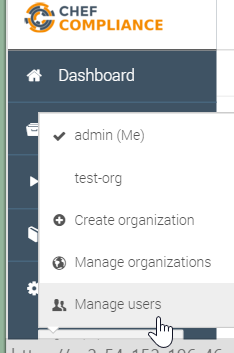 CHEF
COMPLIANCE
Dashboard
admin (Me)
test-org
Create organization
Manage organizations
Manage users